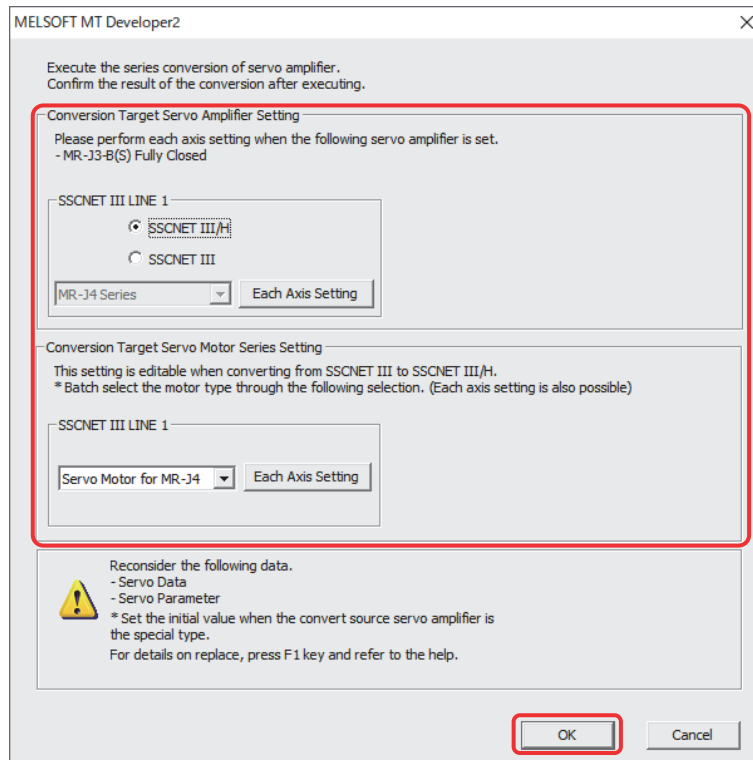 MELSOFT MT Developer2
Execute the series conversion of servo amplifier.
Confirm the result of the conversion after executing.
Conversion Target Servo Amplifier Setting
Please perform each axis setting when the following servo amplifier is set.
- MR-J3-B(S) Fully Closed
SSCNET III LINE 1
SSCNET III/H
SSCNET III
MR-J4 Series
Each Axis Setting
Conversion Target Servo Motor Series Setting
This setting is editable when converting from SSCNET III to SSCNET III/H.
* Batch select the motor type through the following selection. (Each axis setting is also possible)
SSCNET III LINE 1
Servo Motor for MR-J4
Each Axis Setting
Reconsider the following data.
- Servo Data
- Servo Parameter
* Set the initial value when the convert source servo amplifier is
the special type.
For details on replace, press F1 key and refer to the help.
OK
Cancel